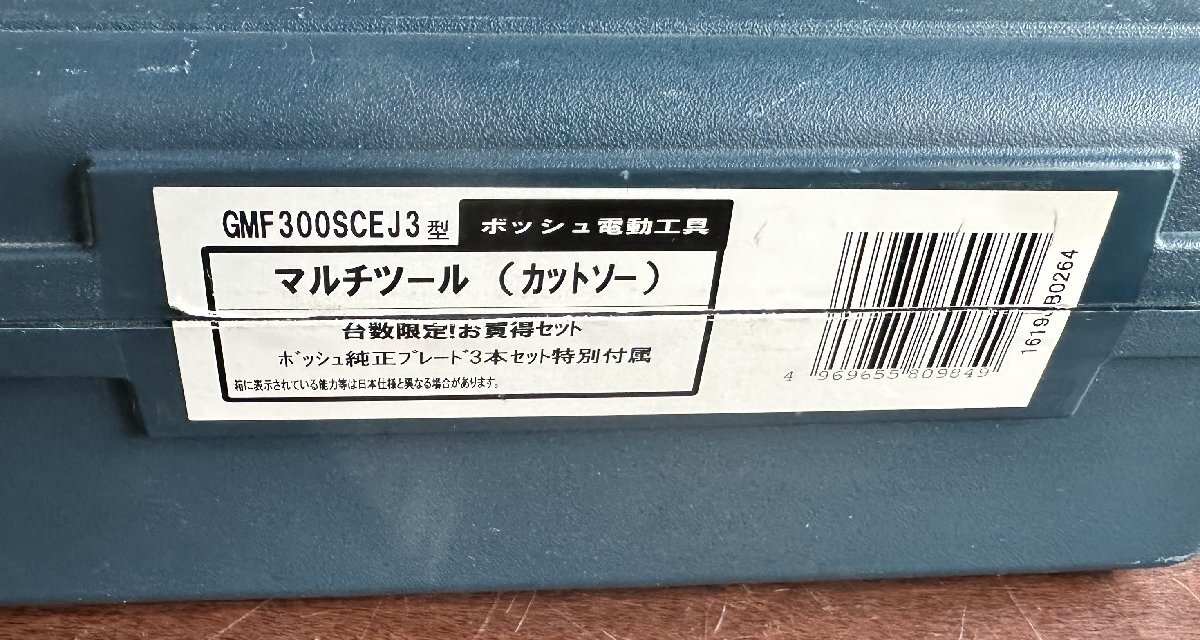 GMF300SCEJ3型
ボッシュ電動工具
マルチツール （カットソー）
台数限定!お買得セット
ボッシュ純正ブレード3本セット特別付属
箱に表示されている能力等は日本仕様と異なる場合があります。
4 969655 809849